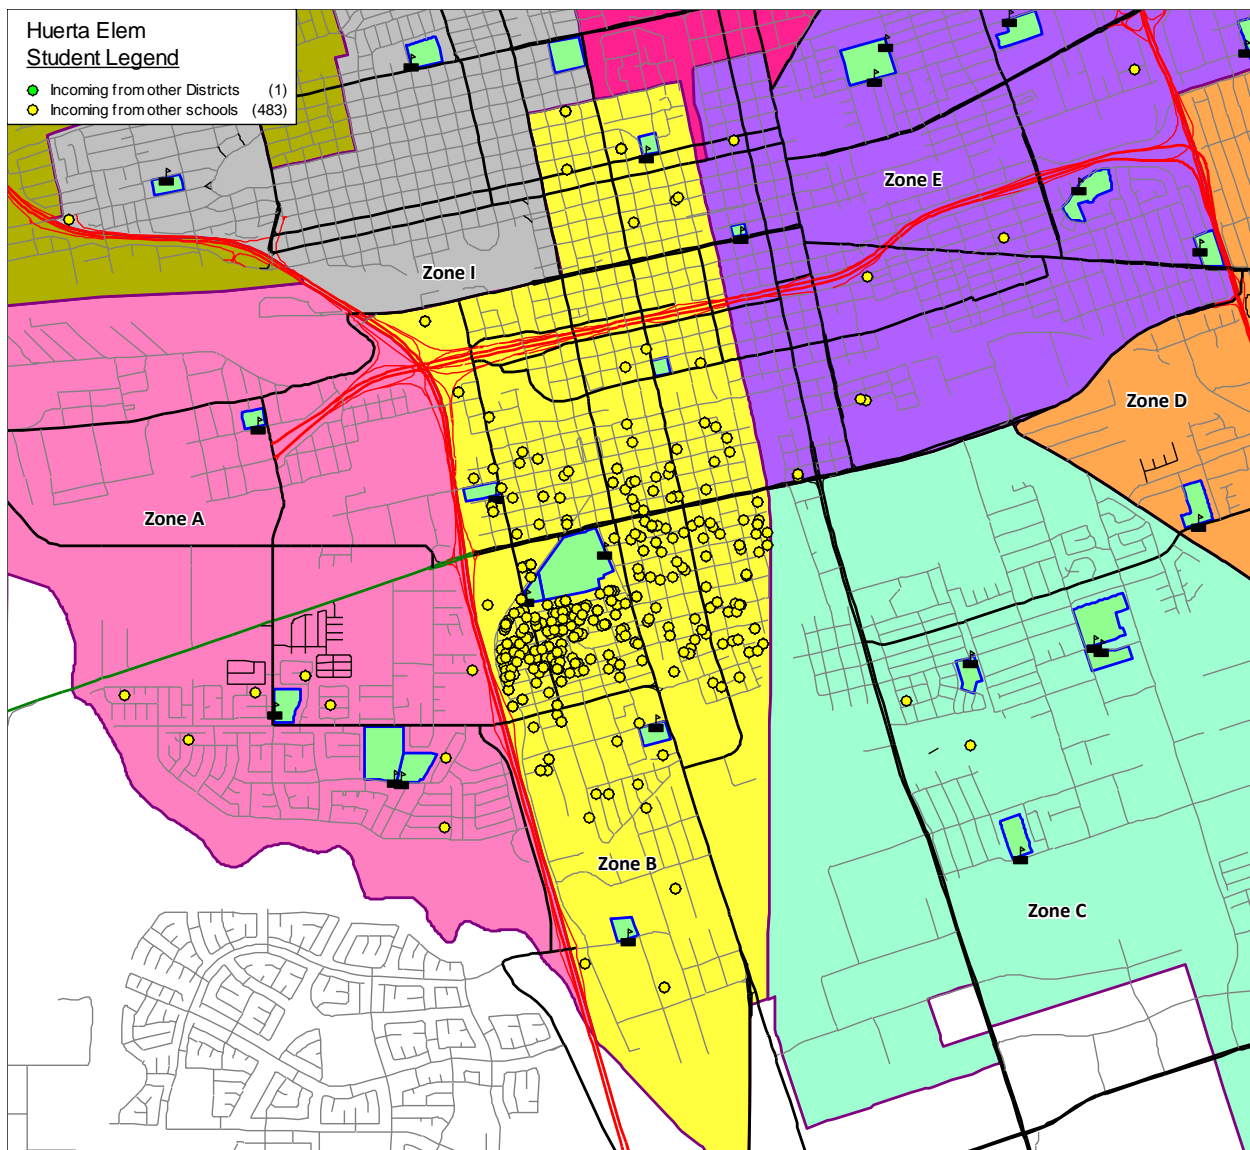 Huerta Elem
Student Legend
Incoming from other Districts (1)
Incoming from other schools (483)
Zone E
Zone I
Zone D
Zone A
Zone B
Zone C